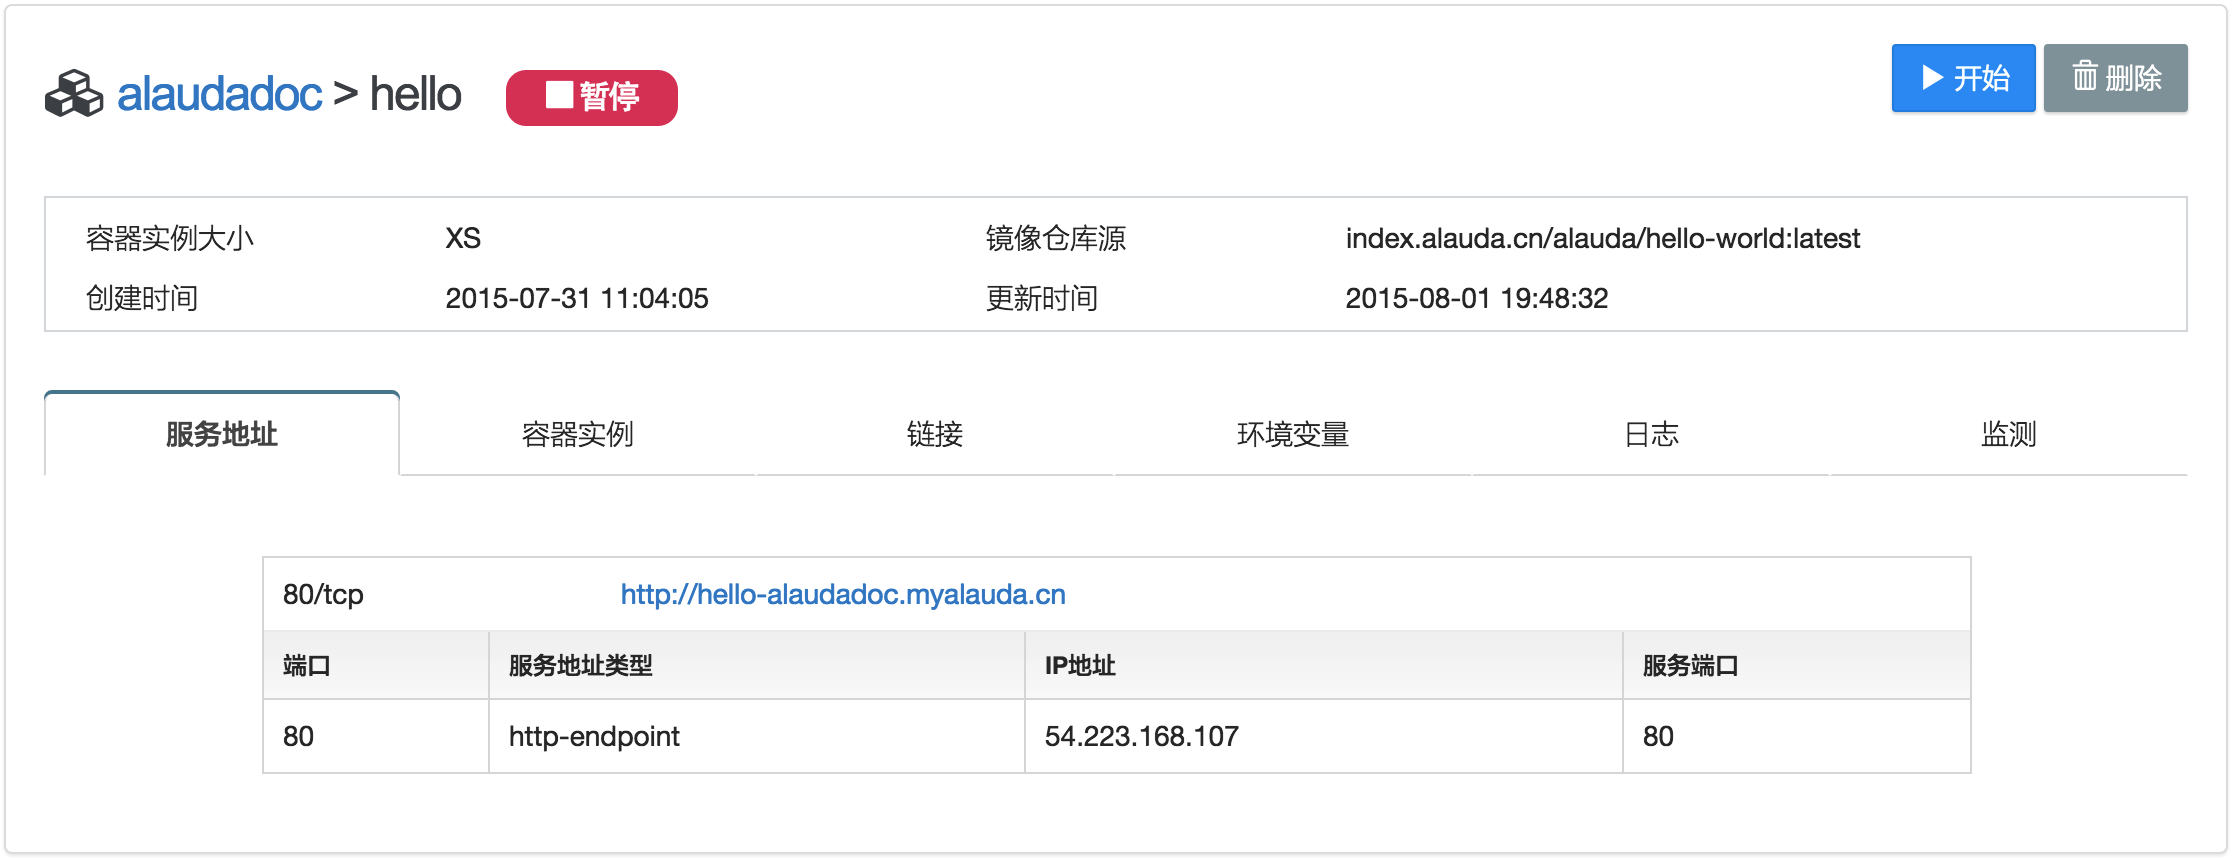 alaudadoc > hello 暂停 开始 删除
容器实例大小 XS 镜像仓库源 index.alauda.cn/alauda/hello-world:latest
创建时间 2015-07-31 11:04:05 更新时间 2015-08-01 19:48:32
服务地址 容器实例 链接 环境变量 日志 监测
80/tcp http://hello-alaudadoc.myalauda.cn
端口 服务地址类型 IP地址 服务端口
80 http-endpoint 54.223.168.107 80